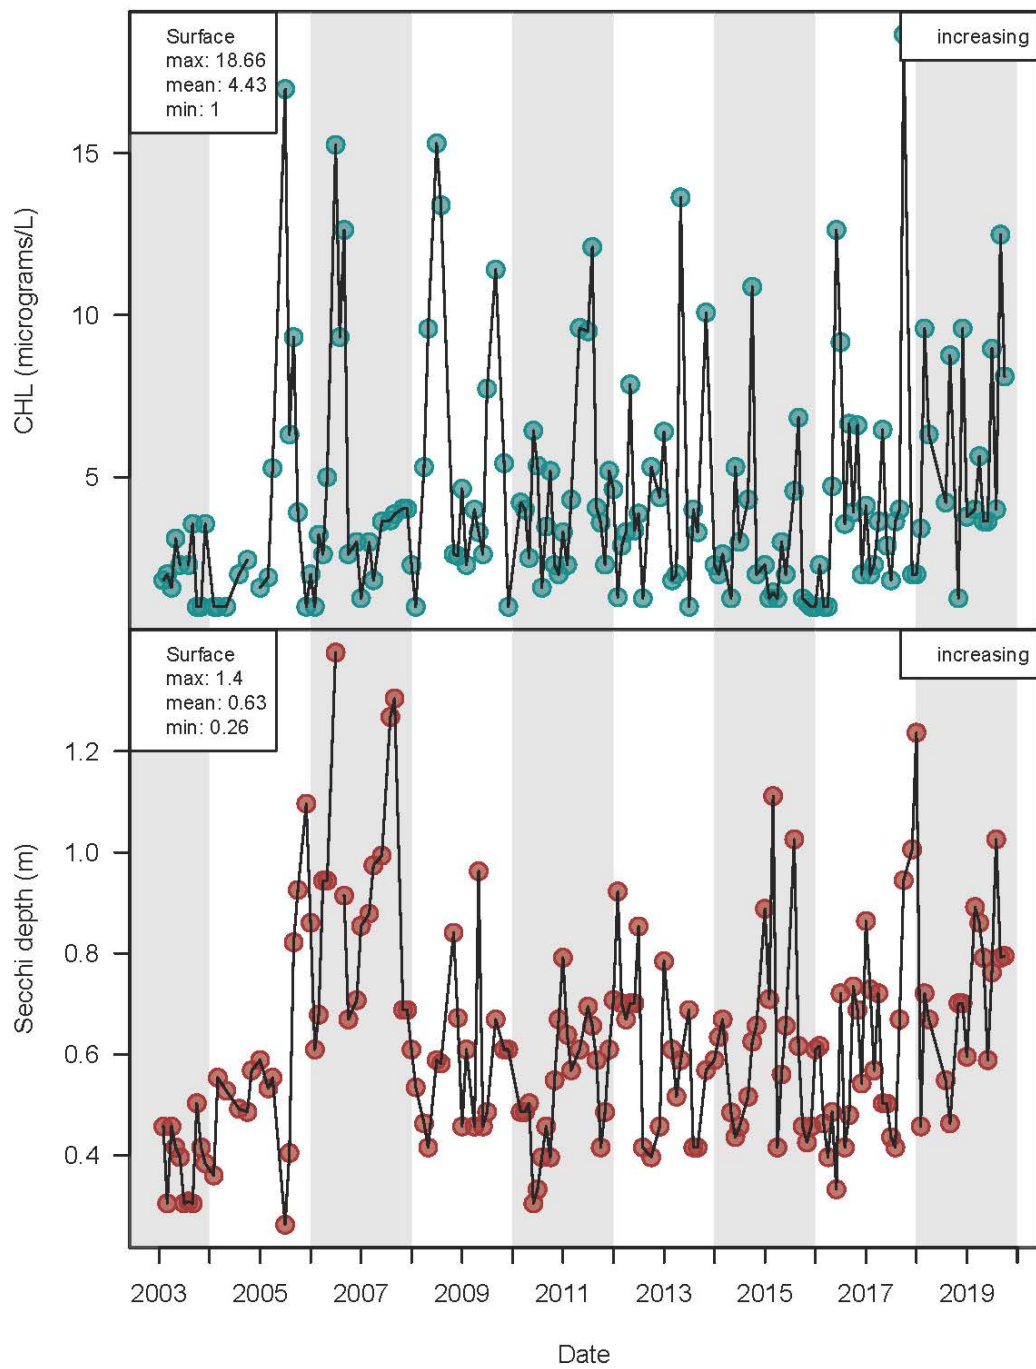 Surface
max: 18.66
mean: 4.43
min: 1
increasing
15
10
5
CHL (micrograms/L)
Surface
max: 1.4
mean: 0.63
min: 0.26
increasing
1.2
1.0
0.8
0.6
0.4
Secchi depth (m)
2003 2005 2007 2009 2011 2013 2015 2017 2019
Date